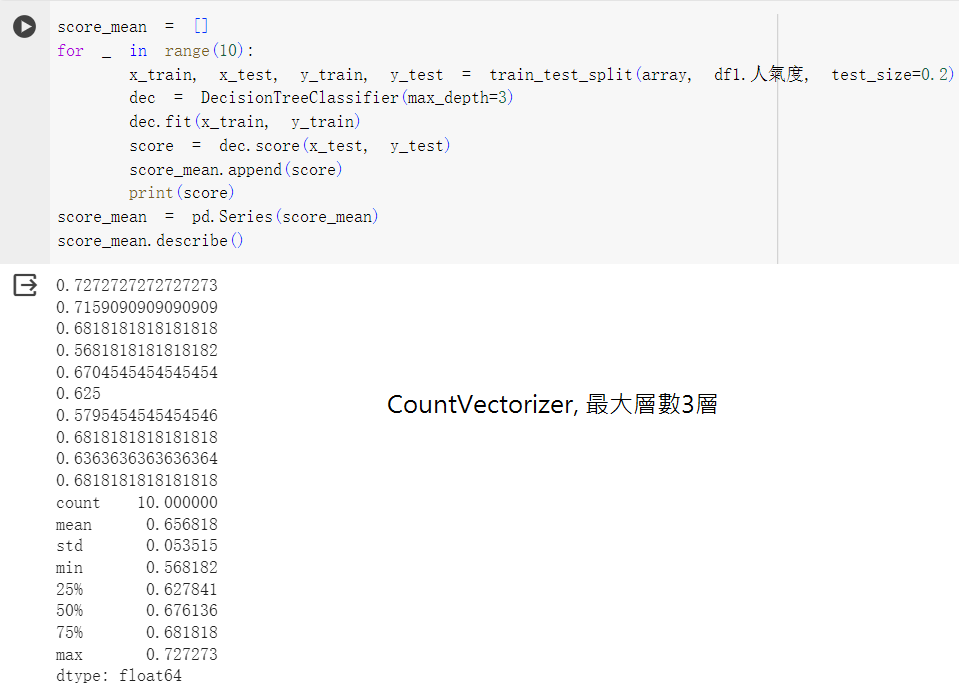 score_mean = []
for _ in range(10):
x_train, x_test, y_train, y_test = train_test_split(array, df1.人氣度, test_size=0.2)
dec = DecisionTreeClassifier(max_depth=3)
dec.fit(x_train, y_train)
score = dec.score(x_test, y_test)
score_mean.append(score)
print(score)
score_mean = pd.Series(score_mean)
score_mean.describe()
0.7272727272727273
0.7159090909090909
0.6818181818181818
0.5681818181818182
0.6704545454545454
0.625
0.5795454545454546
0.6818181818181818
0.6363636363636364
0.6818181818181818
count 10.000000
mean 0.656818
std 0.053515
min 0.568182
25% 0.627841
50% 0.676136
75% 0.681818
max 0.727273
dtype: float64
CountVectorizer, 最大層數3層